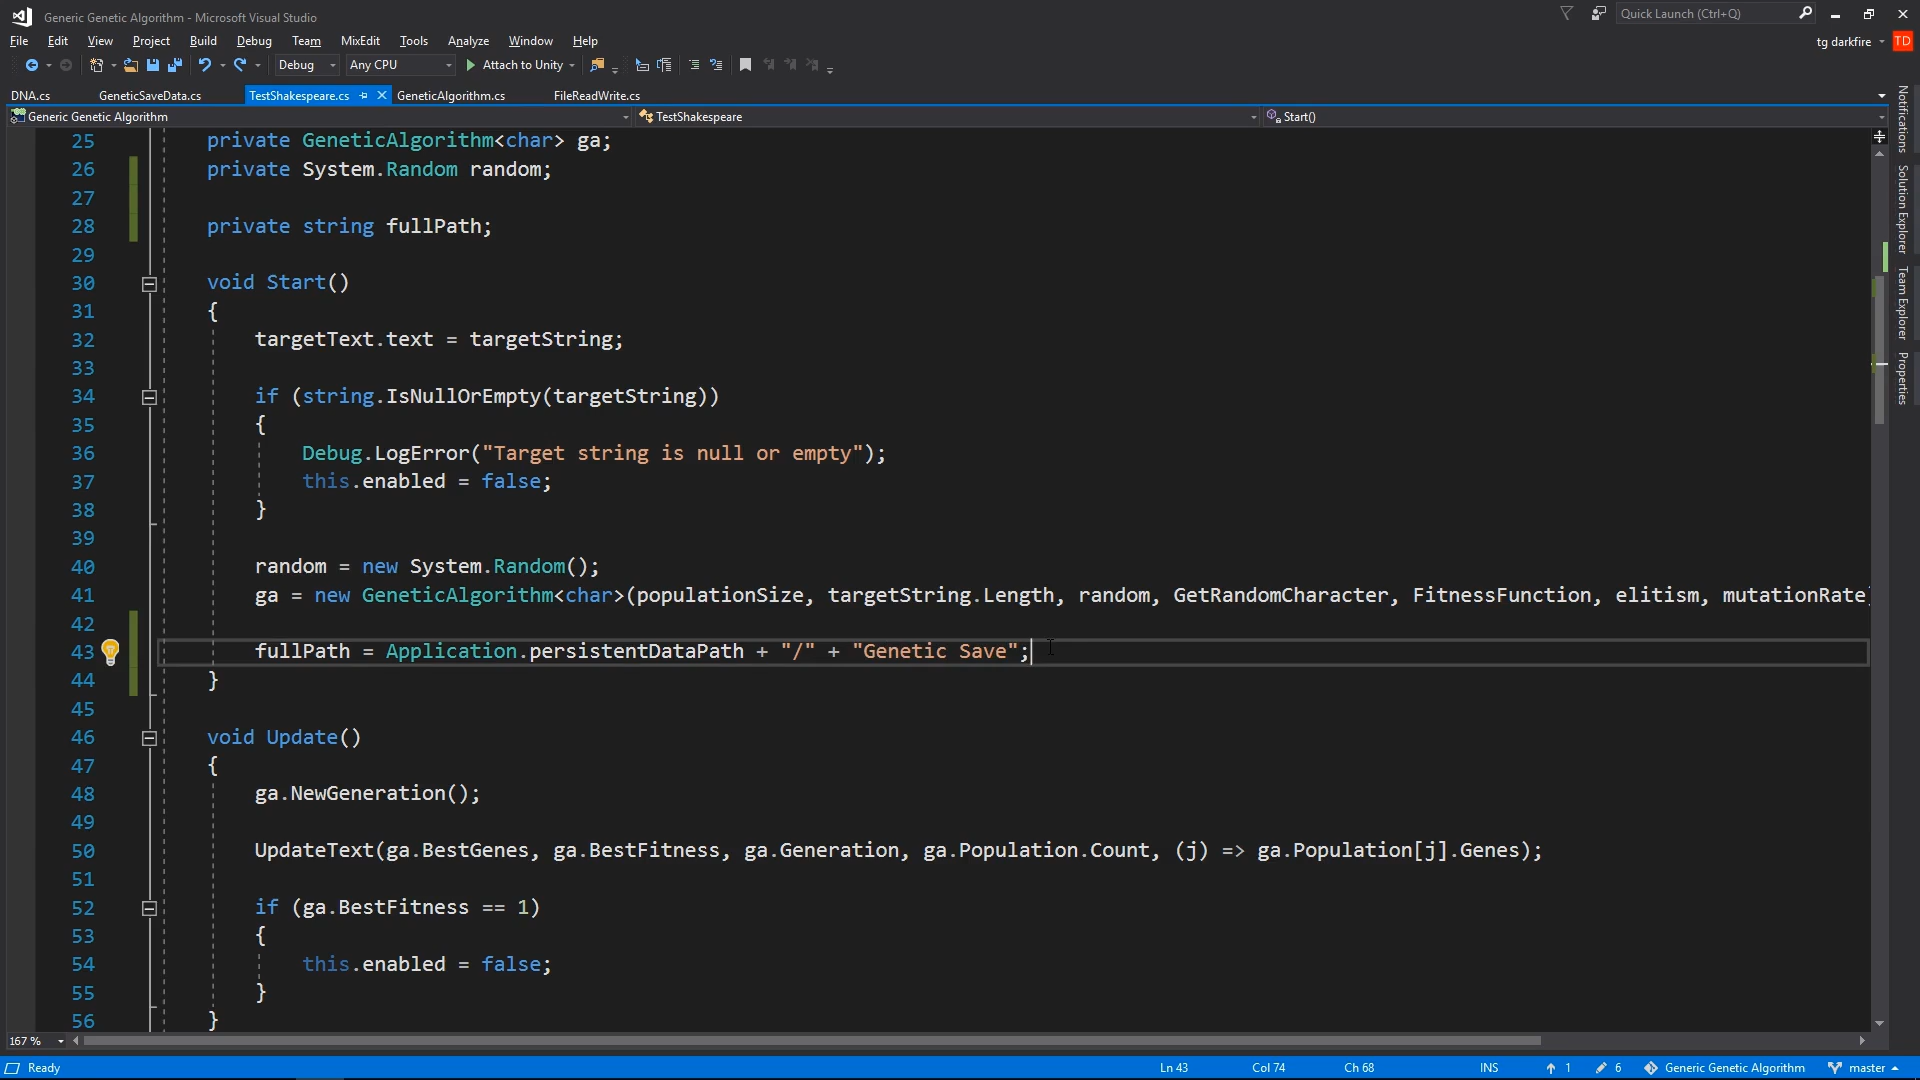 Generic Genetic Algorithm - Microsoft Visual Studio
Quick Launch (Ctrl+Q)
File Edit View Project Build Debug Team MixEdit Tools Analyze Window Help
tg darkfire TD
Debug Any CPU Attach to Unity
DNA.cs GeneticSaveData.cs TestShakespeare.cs GeneticAlgorithm.cs FileReadWrite.cs
Generic Genetic Algorithm TestShakespeare Start()
25 private GeneticAlgorithm<char> ga;
26 private System.Random random;
27
28 private string fullPath;
29
30 void Start()
31 {
32 targetText.text = targetString;
33
34 if (string.IsNullOrEmpty(targetString))
35 {
36 Debug.LogError("Target string is null or empty");
37 this.enabled = false;
38 }
39
40 random = new System.Random();
41 ga = new GeneticAlgorithm<char>(populationSize, targetString.Length, random, GetRandomCharacter, FitnessFunction, elitism, mutationRate)
42
43 fullPath = Application.persistentDataPath + "/" + "Genetic Save";
44 }
45
46 void Update()
47 {
48 ga.NewGeneration();
49
50 UpdateText(ga.BestGenes, ga.BestFitness, ga.Generation, ga.Population.Count, (j) => ga.Population[j].Genes);
51
52 if (ga.BestFitness == 1)
53 {
54 this.enabled = false;
55 }
56 }
Notifications
Solution Explorer
Team Explorer
Properties
167 %
Ready Ln 43 Col 74 Ch 68 INS 1 6 Generic Genetic Algorithm master